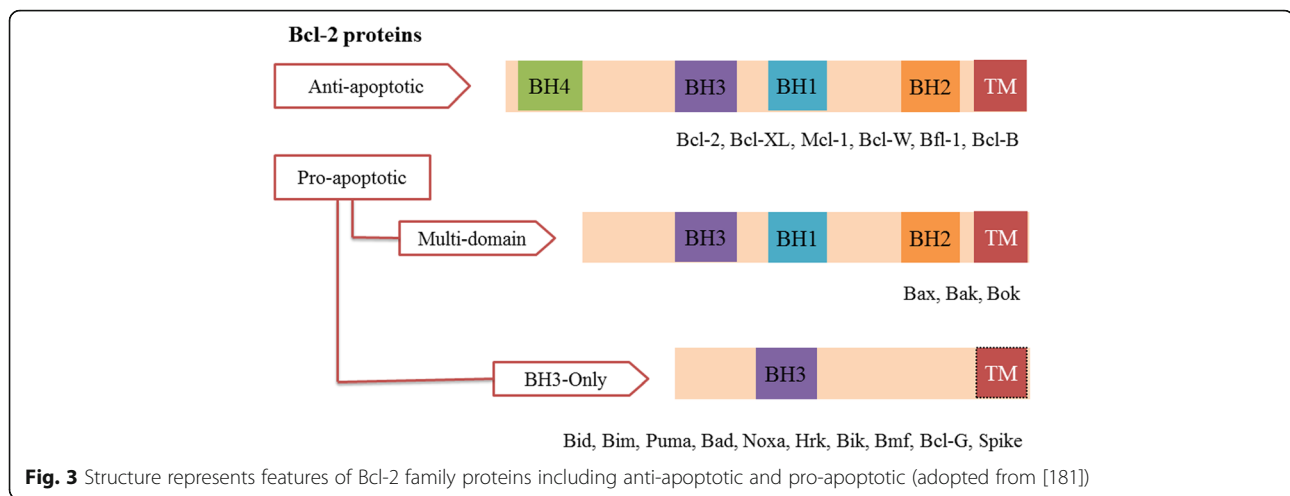 Bcl-2 proteins
Anti-apoptotic
BH4 BH3 BH1 BH2 TM
Bcl-2, Bcl-XL, Mcl-1, Bcl-W, Bfl-1, Bcl-B
Pro-apoptotic
Multi-domain
BH3 BH1 BH2 TM
Bax, Bak, Bok
BH3-Only
BH3 TM
Bid, Bim, Puma, Bad, Noxa, Hrk, Bik, Bmf, Bcl-G, Spike
Fig. 3 Structure represents features of Bcl-2 family proteins including anti-apoptotic and pro-apoptotic (adopted from [181])